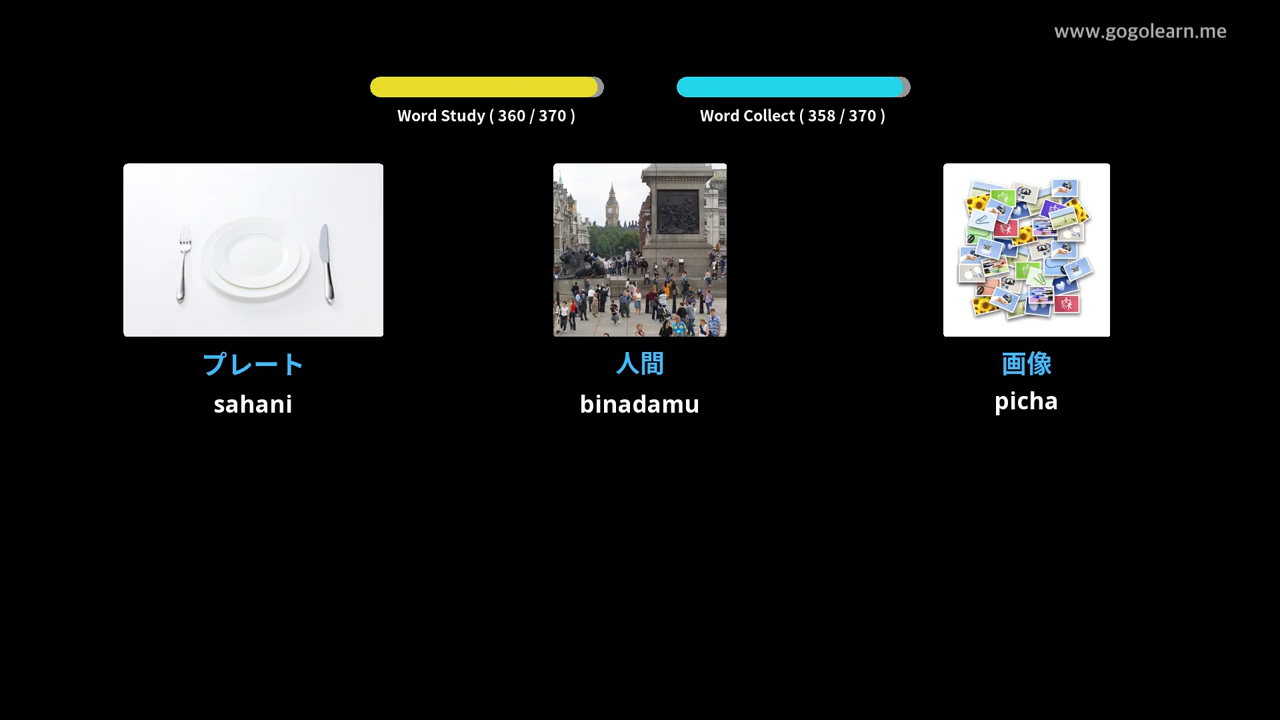 www.gogolearn.me
Word Study ( 360 / 370 )
Word Collect ( 358 / 370 )
プレート
sahani
人間
binadamu
画像
picha